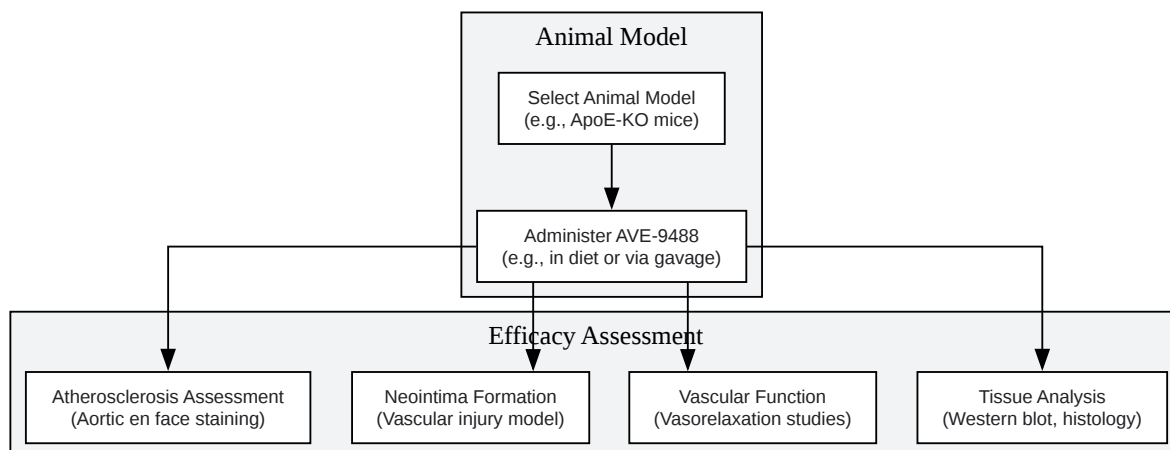 Animal Model
Select Animal Model
(e.g., ApoE-KO mice)
Administer AVE-9488
(e.g., in diet or via gavage)
Efficacy Assessment
Atherosclerosis Assessment
(Aortic en face staining)
Neointima Formation
(Vascular injury model)
Vascular Function
(Vasorelaxation studies)
Tissue Analysis
(Western blot, histology)